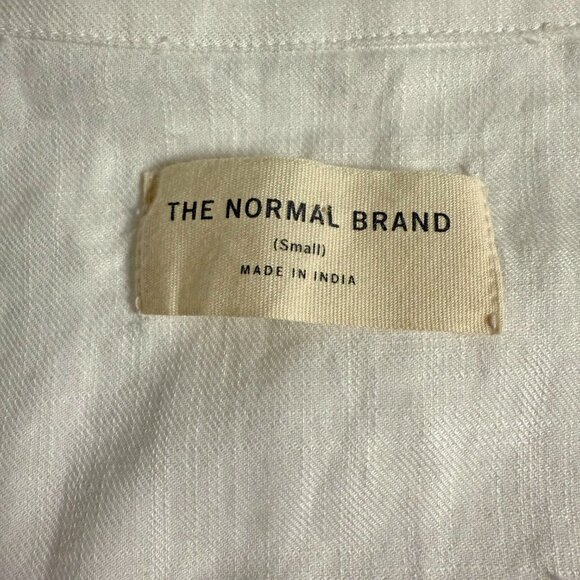 THE NORMAL BRAND
(Small)
MADE IN INDIA